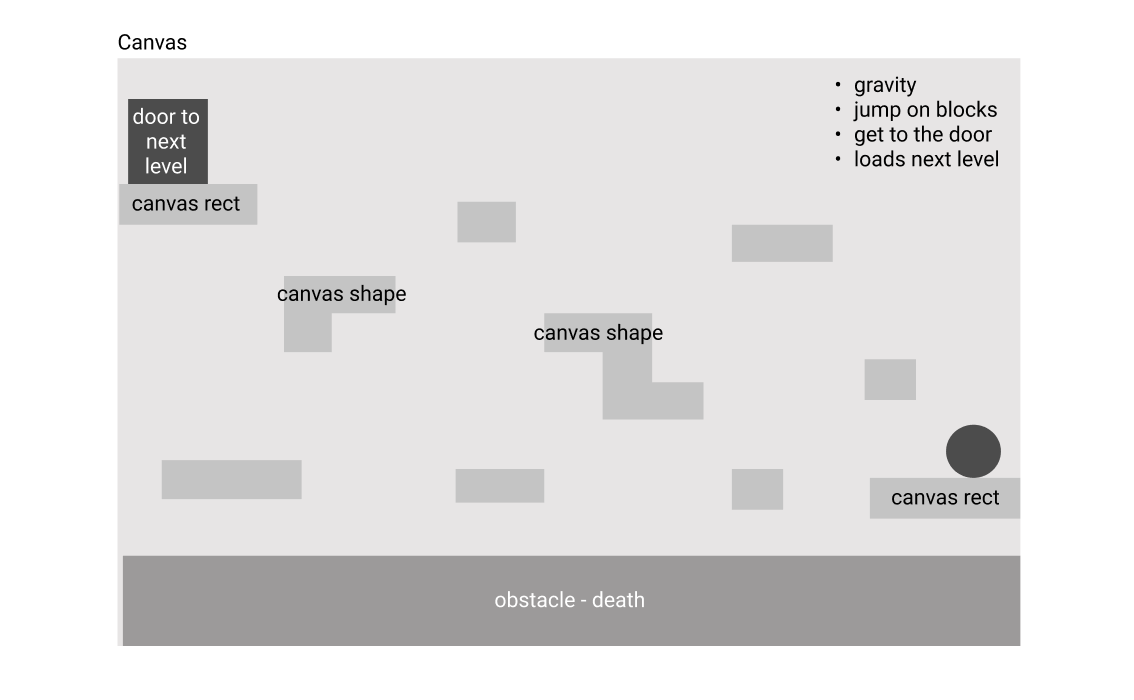 Canvas
• gravity
• jump on blocks
• get to the door
• loads next level
door to
next
level
canvas rect
canvas shape
canvas shape
canvas rect
obstacle - death